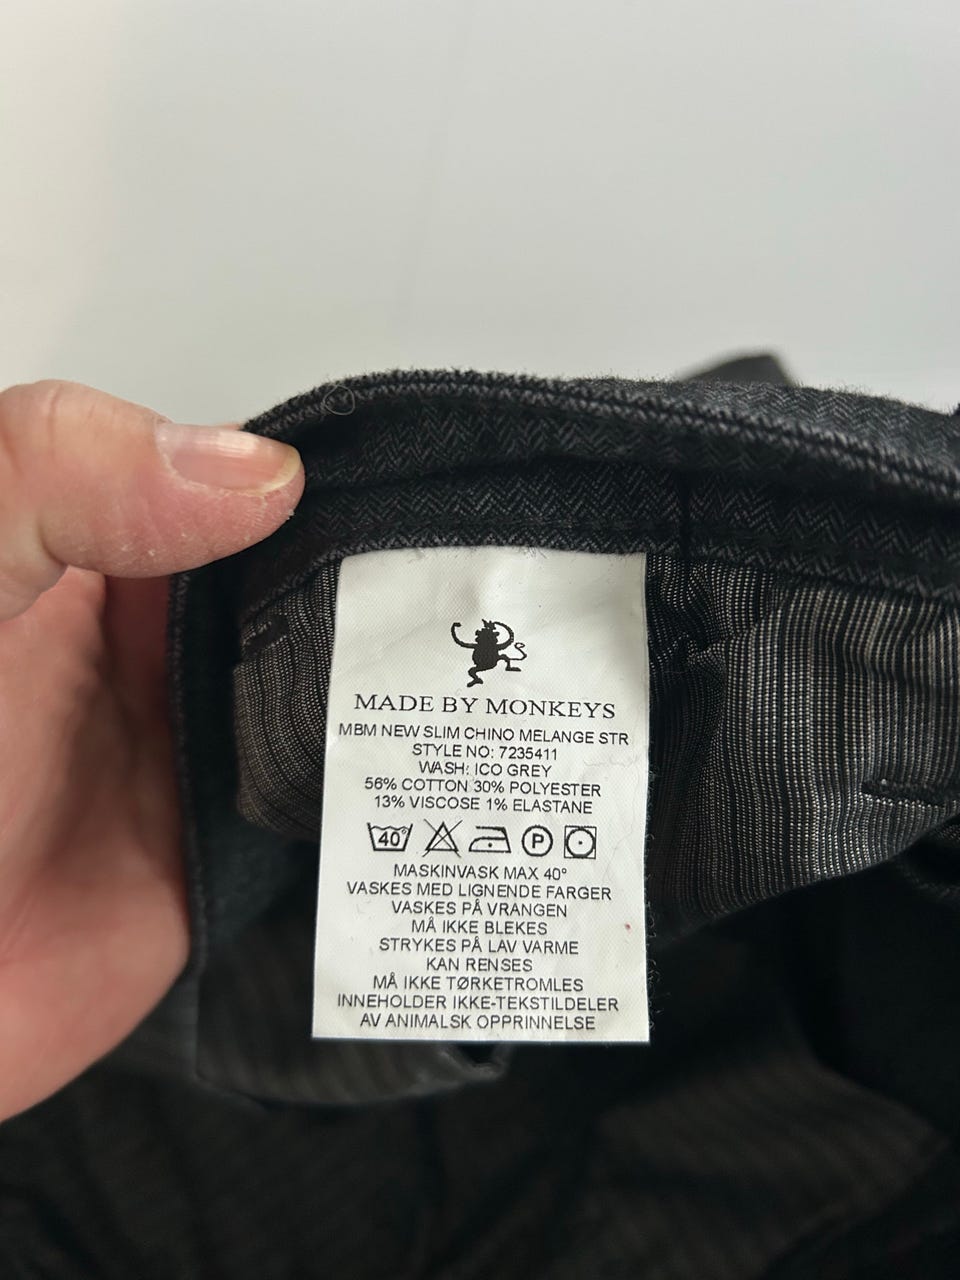 MADE BY MONKEYS
MBM NEW SLIM CHINO MELANGE STR
STYLE NO: 7235411
WASH: ICO GREY
56% COTTON 30% POLYESTER
13% VISCOSE 1% ELASTANE
40° P
MASKINVASK MAX 40°
VASKES MED LIGNENDE FARGER
VASKES PÅ VRANGEN
MÅ IKKE BLEKES
STRYKES PÅ LAV VARME
KAN RENSES
MÅ IKKE TØRKETROMLES
INNEHOLDER IKKE-TEKSTILDELER
AV ANIMALSK OPPRINNELSE